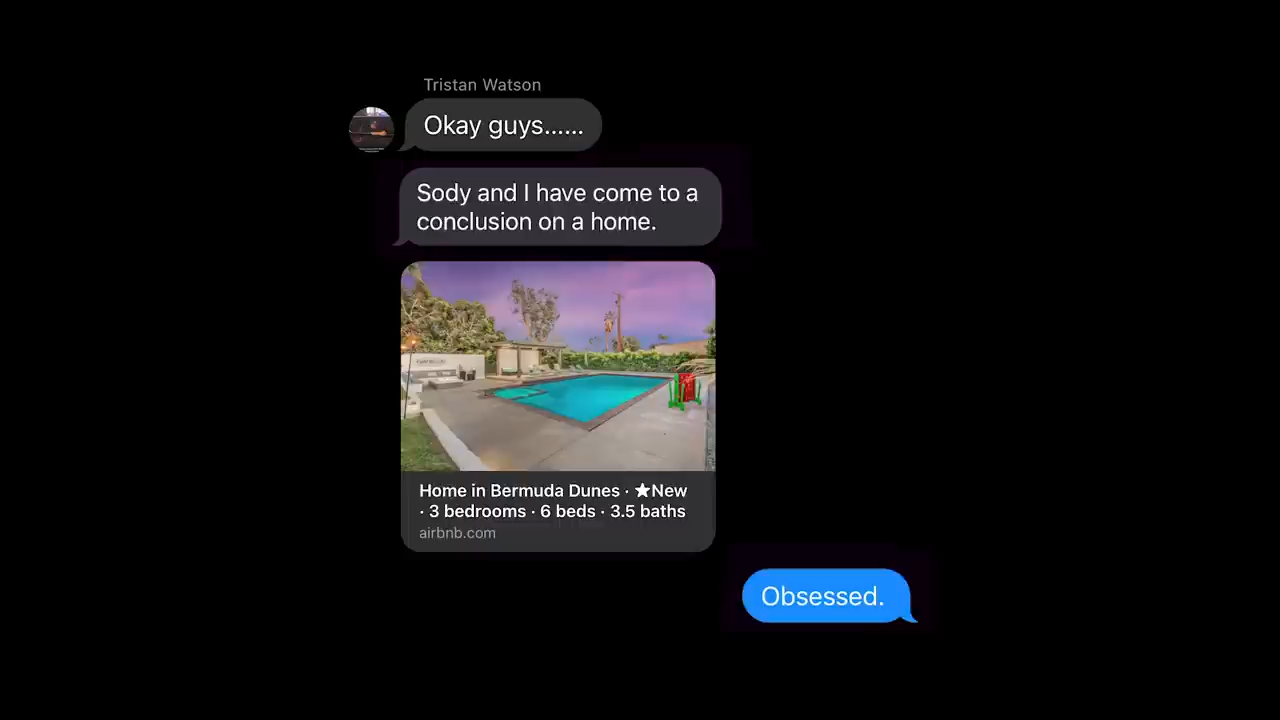 Tristan Watson
Okay guys......
Sody and I have come to a
conclusion on a home.
Home in Bermuda Dunes · ★New
· 3 bedrooms · 6 beds · 3.5 baths
airbnb.com
Obsessed.